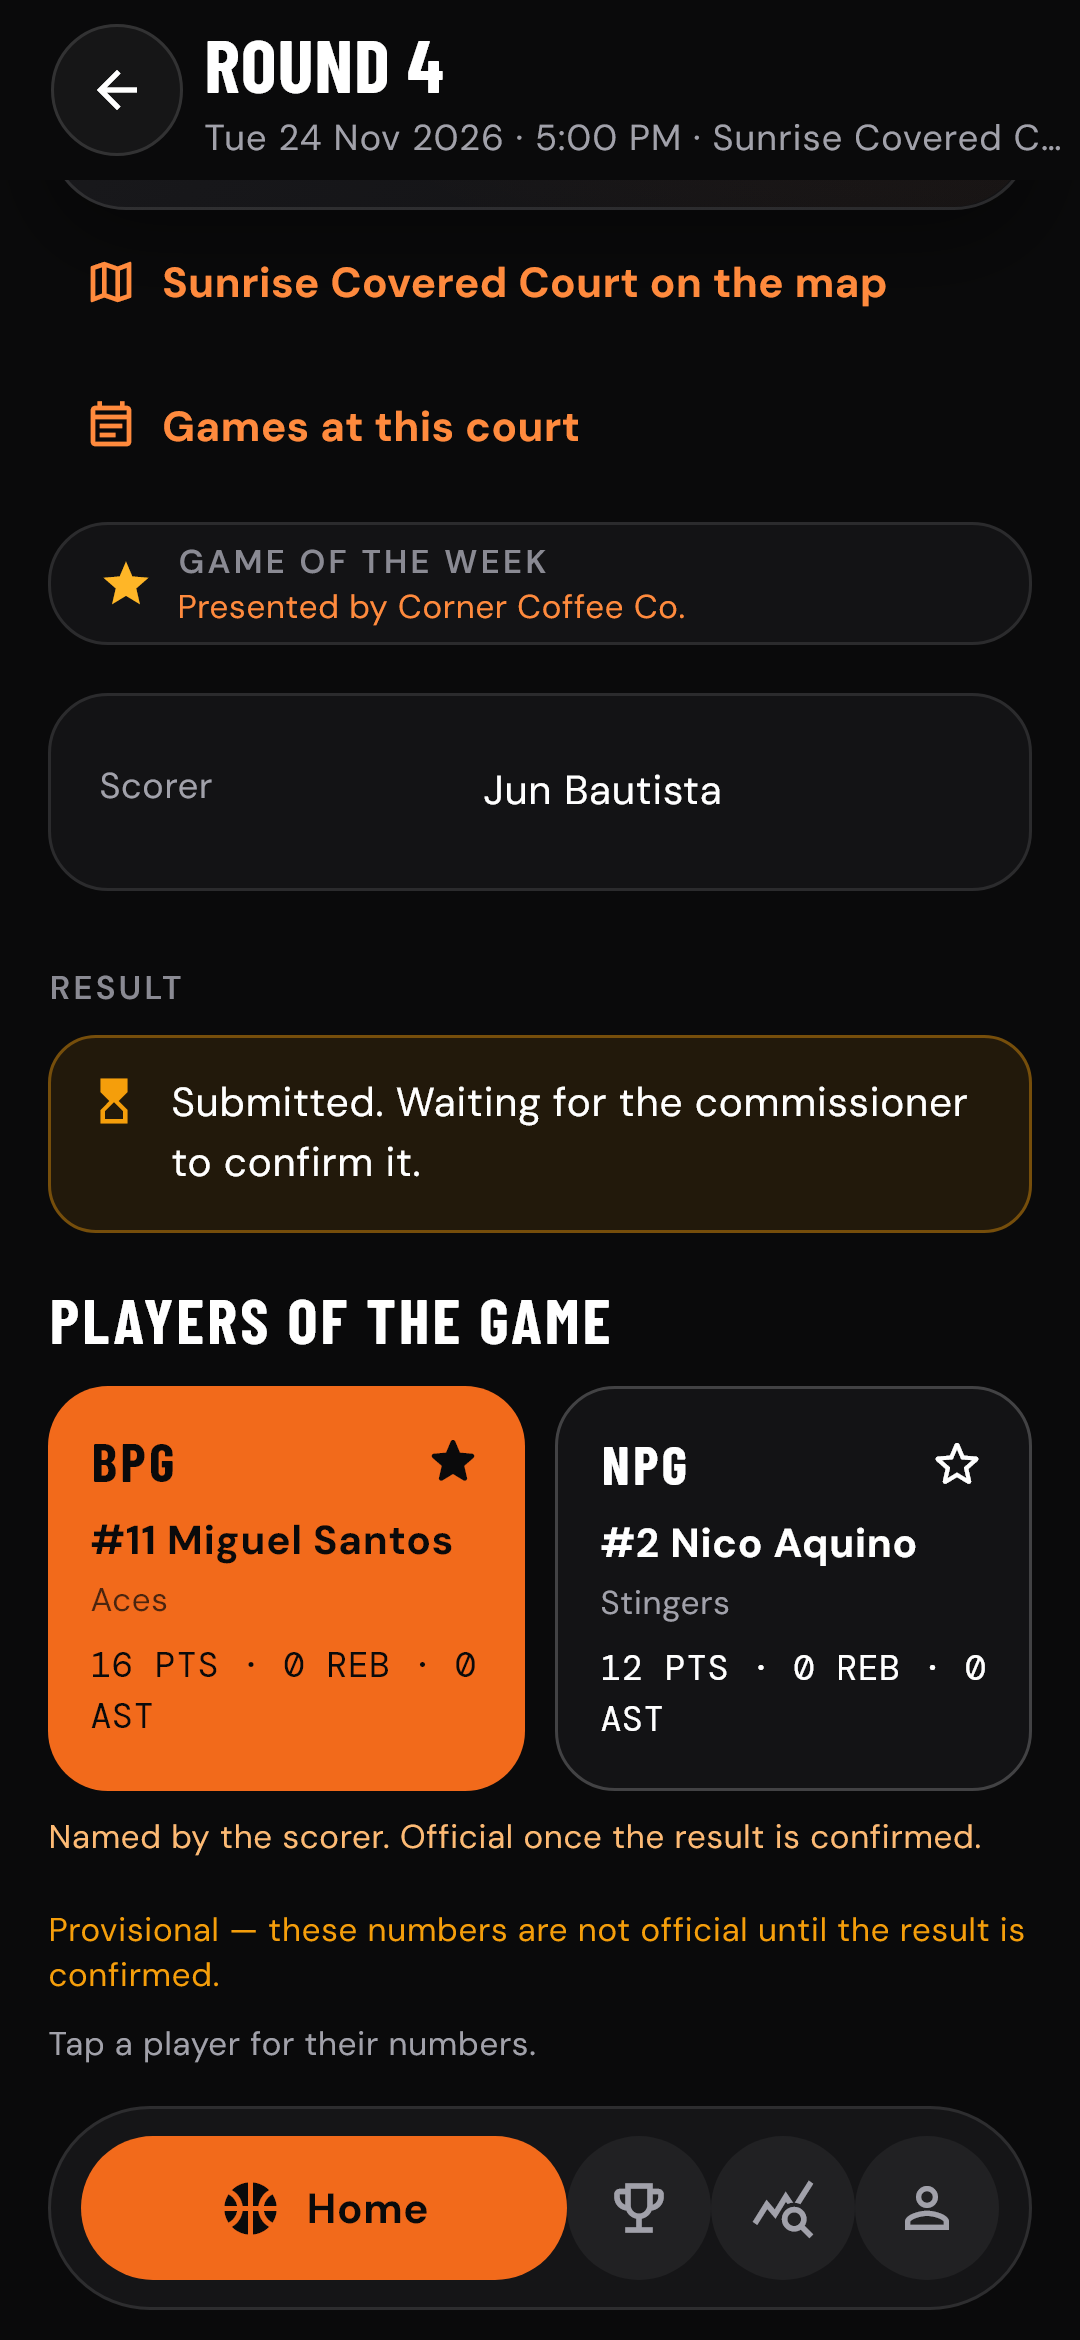 ROUND 4
Tue 24 Nov 2026 · 5:00 PM · Sunrise Covered C...
Sunrise Covered Court on the map
Games at this court
GAME OF THE WEEK
Presented by Corner Coffee Co.
Scorer
Jun Bautista
RESULT
Submitted. Waiting for the commissioner
to confirm it.
PLAYERS OF THE GAME
BPG
#11 Miguel Santos
Aces
16 PTS · 0 REB · 0
AST
NPG
#2 Nico Aquino
Stingers
12 PTS · 0 REB · 0
AST
Named by the scorer. Official once the result is confirmed.
Provisional — these numbers are not official until the result is
confirmed.
Tap a player for their numbers.
Home